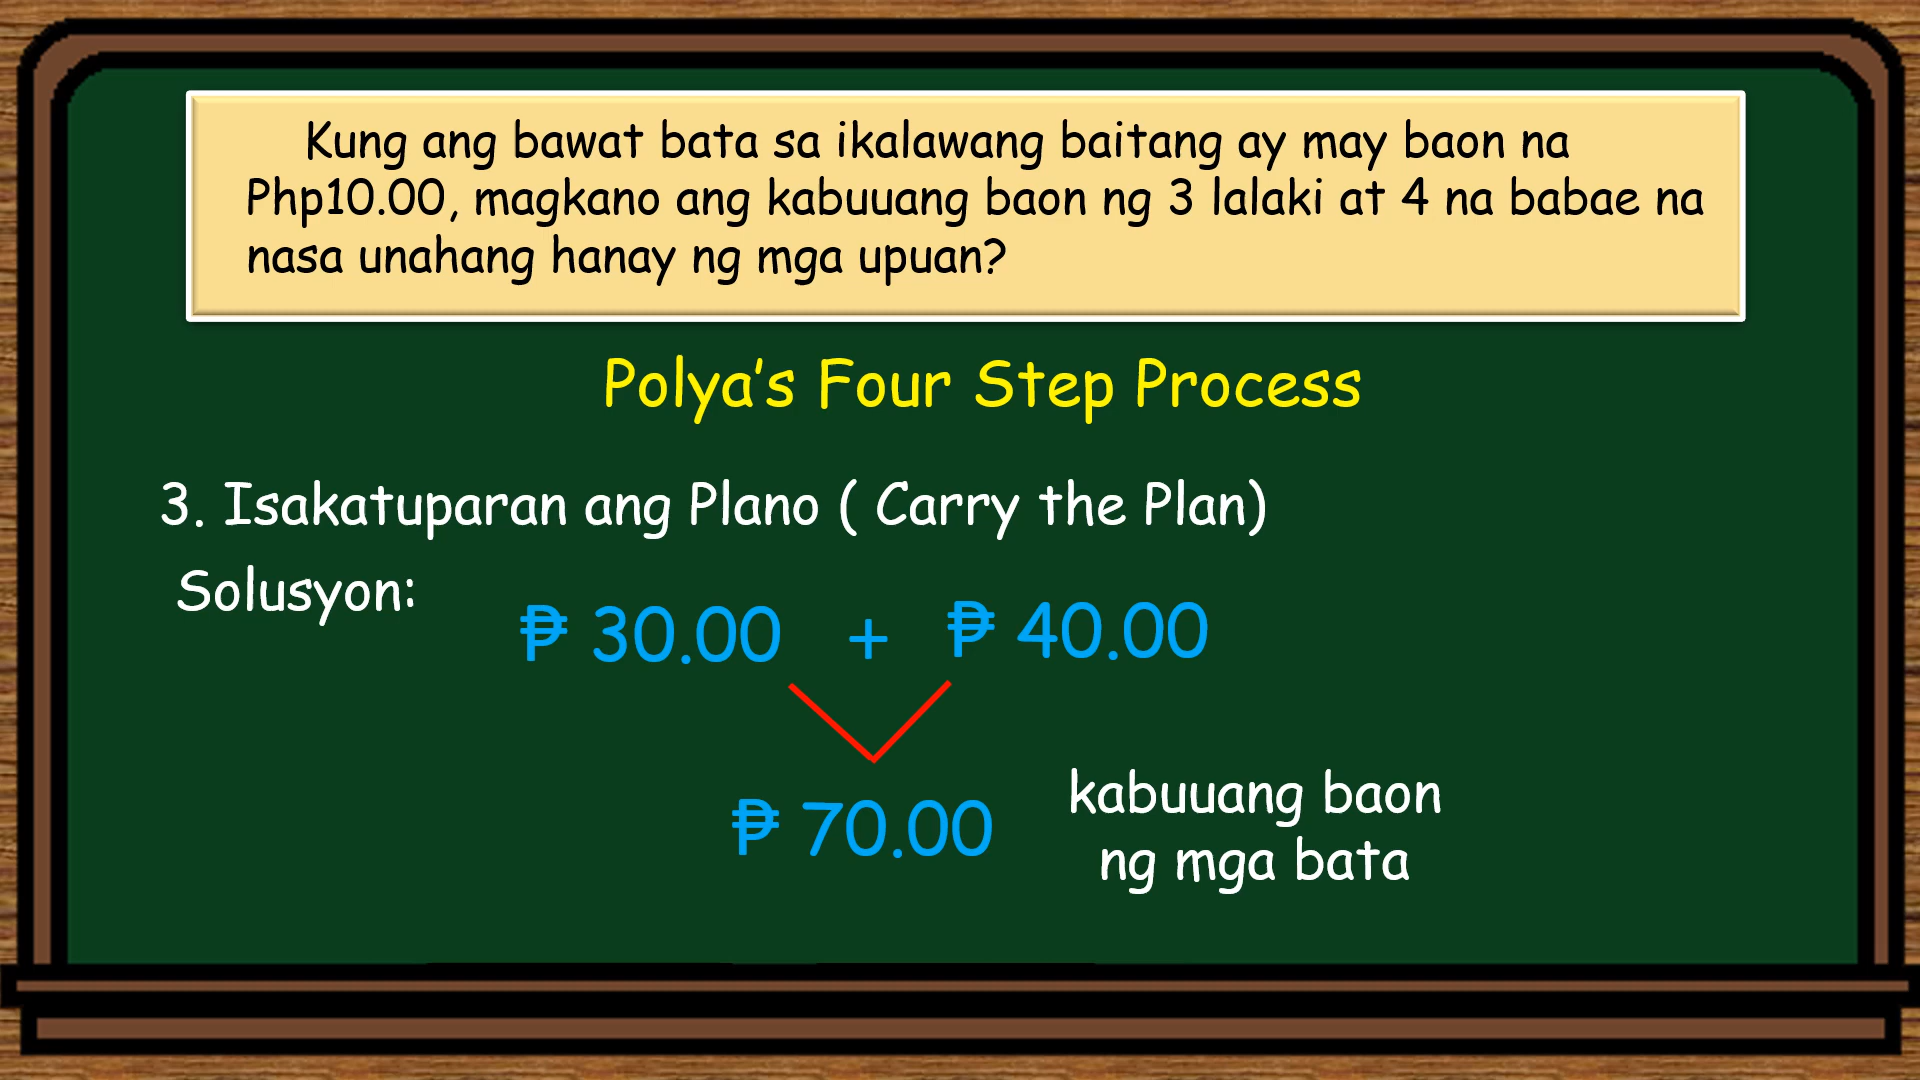 Kung ang bawat bata sa ikalawang baitang ay may baon na
Php10.00, magkano ang kabuuang baon ng 3 lalaki at 4 na babae na
nasa unahang hanay ng mga upuan?
Polya's Four Step Process
3. Isakatuparan ang Plano ( Carry the Plan)
Solusyon:
₱ 30.00 + ₱ 40.00
₱ 70.00
kabuuang baon
ng mga bata